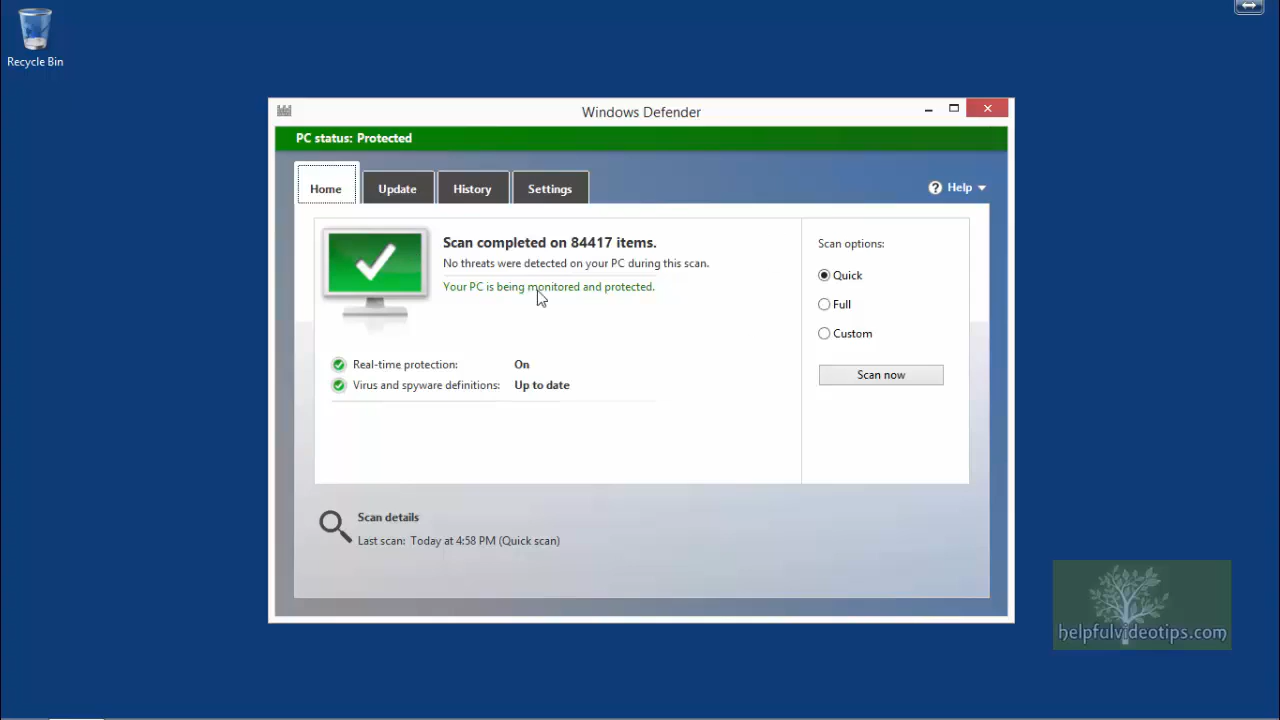 Recycle Bin
Windows Defender
PC status: Protected
Home
Update
History
Settings
Help
Scan completed on 84417 items.
No threats were detected on your PC during this scan.
Your PC is being monitored and protected.
Real-time protection: On
Virus and spyware definitions: Up to date
Scan options:
Quick
Full
Custom
Scan now
Scan details
Last scan: Today at 4:58 PM (Quick scan)
helpfulvideotips.com